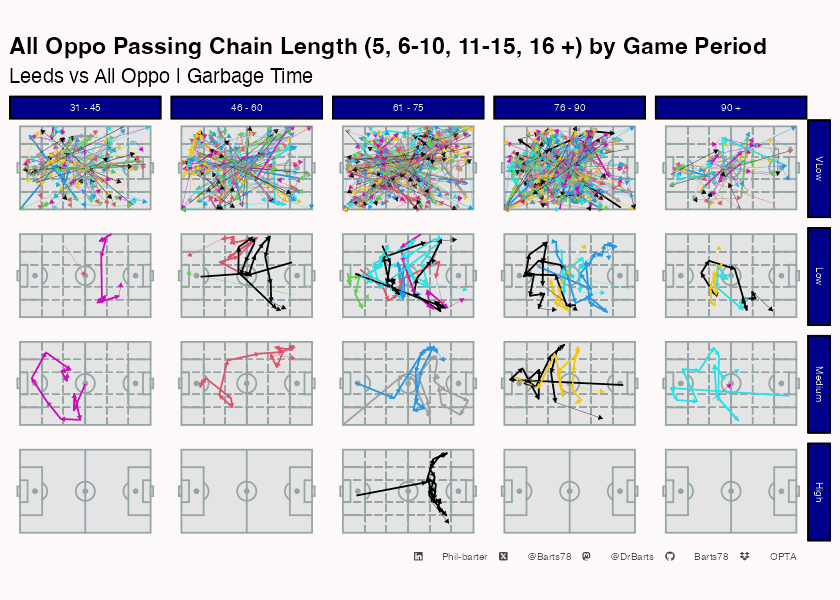 All Oppo Passing Chain Length (5, 6-10, 11-15, 16 +) by Game Period
Leeds vs All Oppo | Garbage Time
31 - 45 46 - 60 61 - 75 76 - 90 90 +
V.Low
Low
Medium
High
Phil-barter @Barts78 @DrBarts Barts78 OPTA